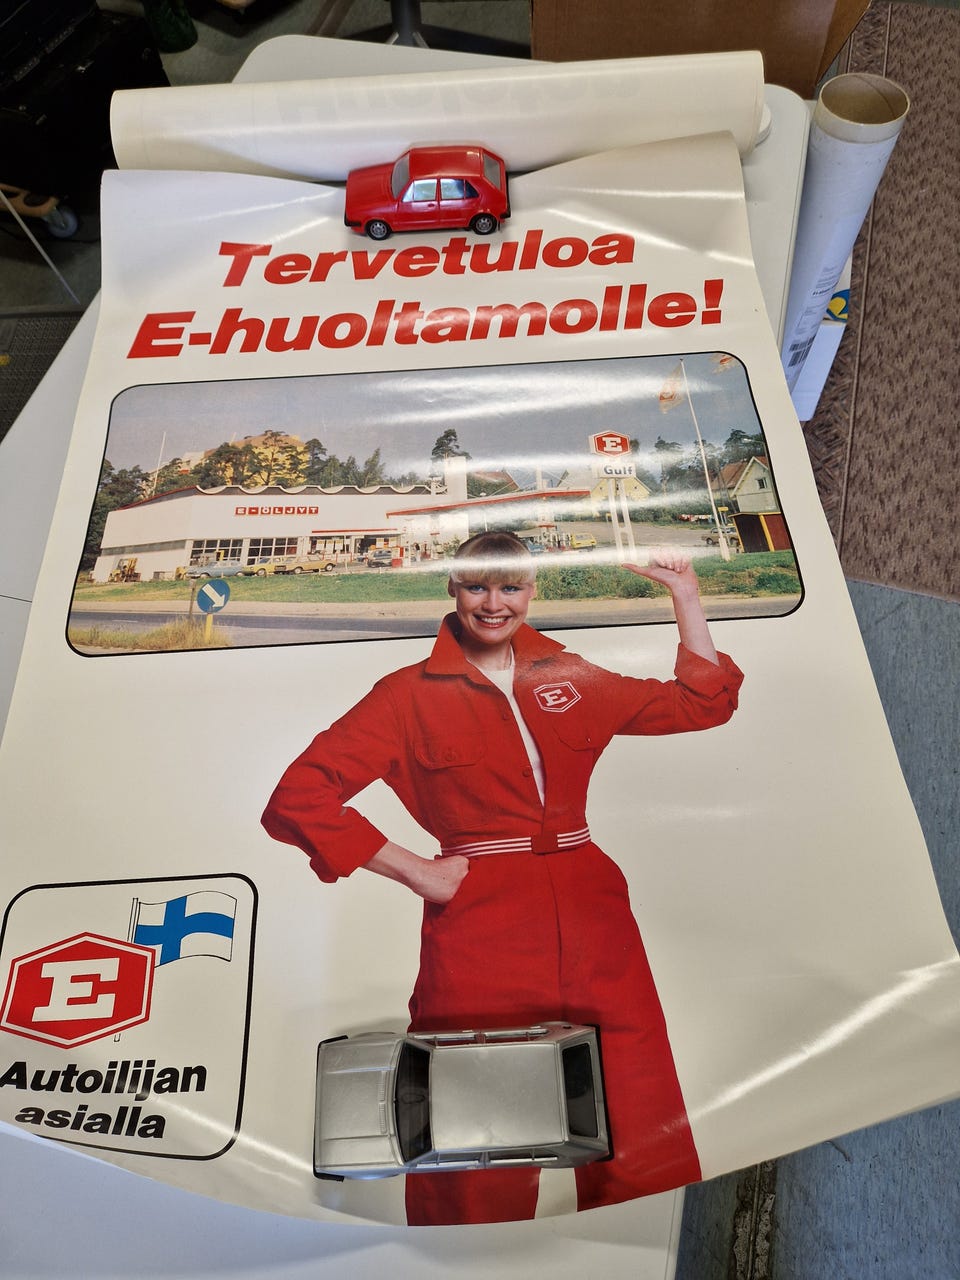 Tervetuloa
E-huoltamolle!
E-ÖLJYT
E
Gulf
E
E
Autoilijan
asialla